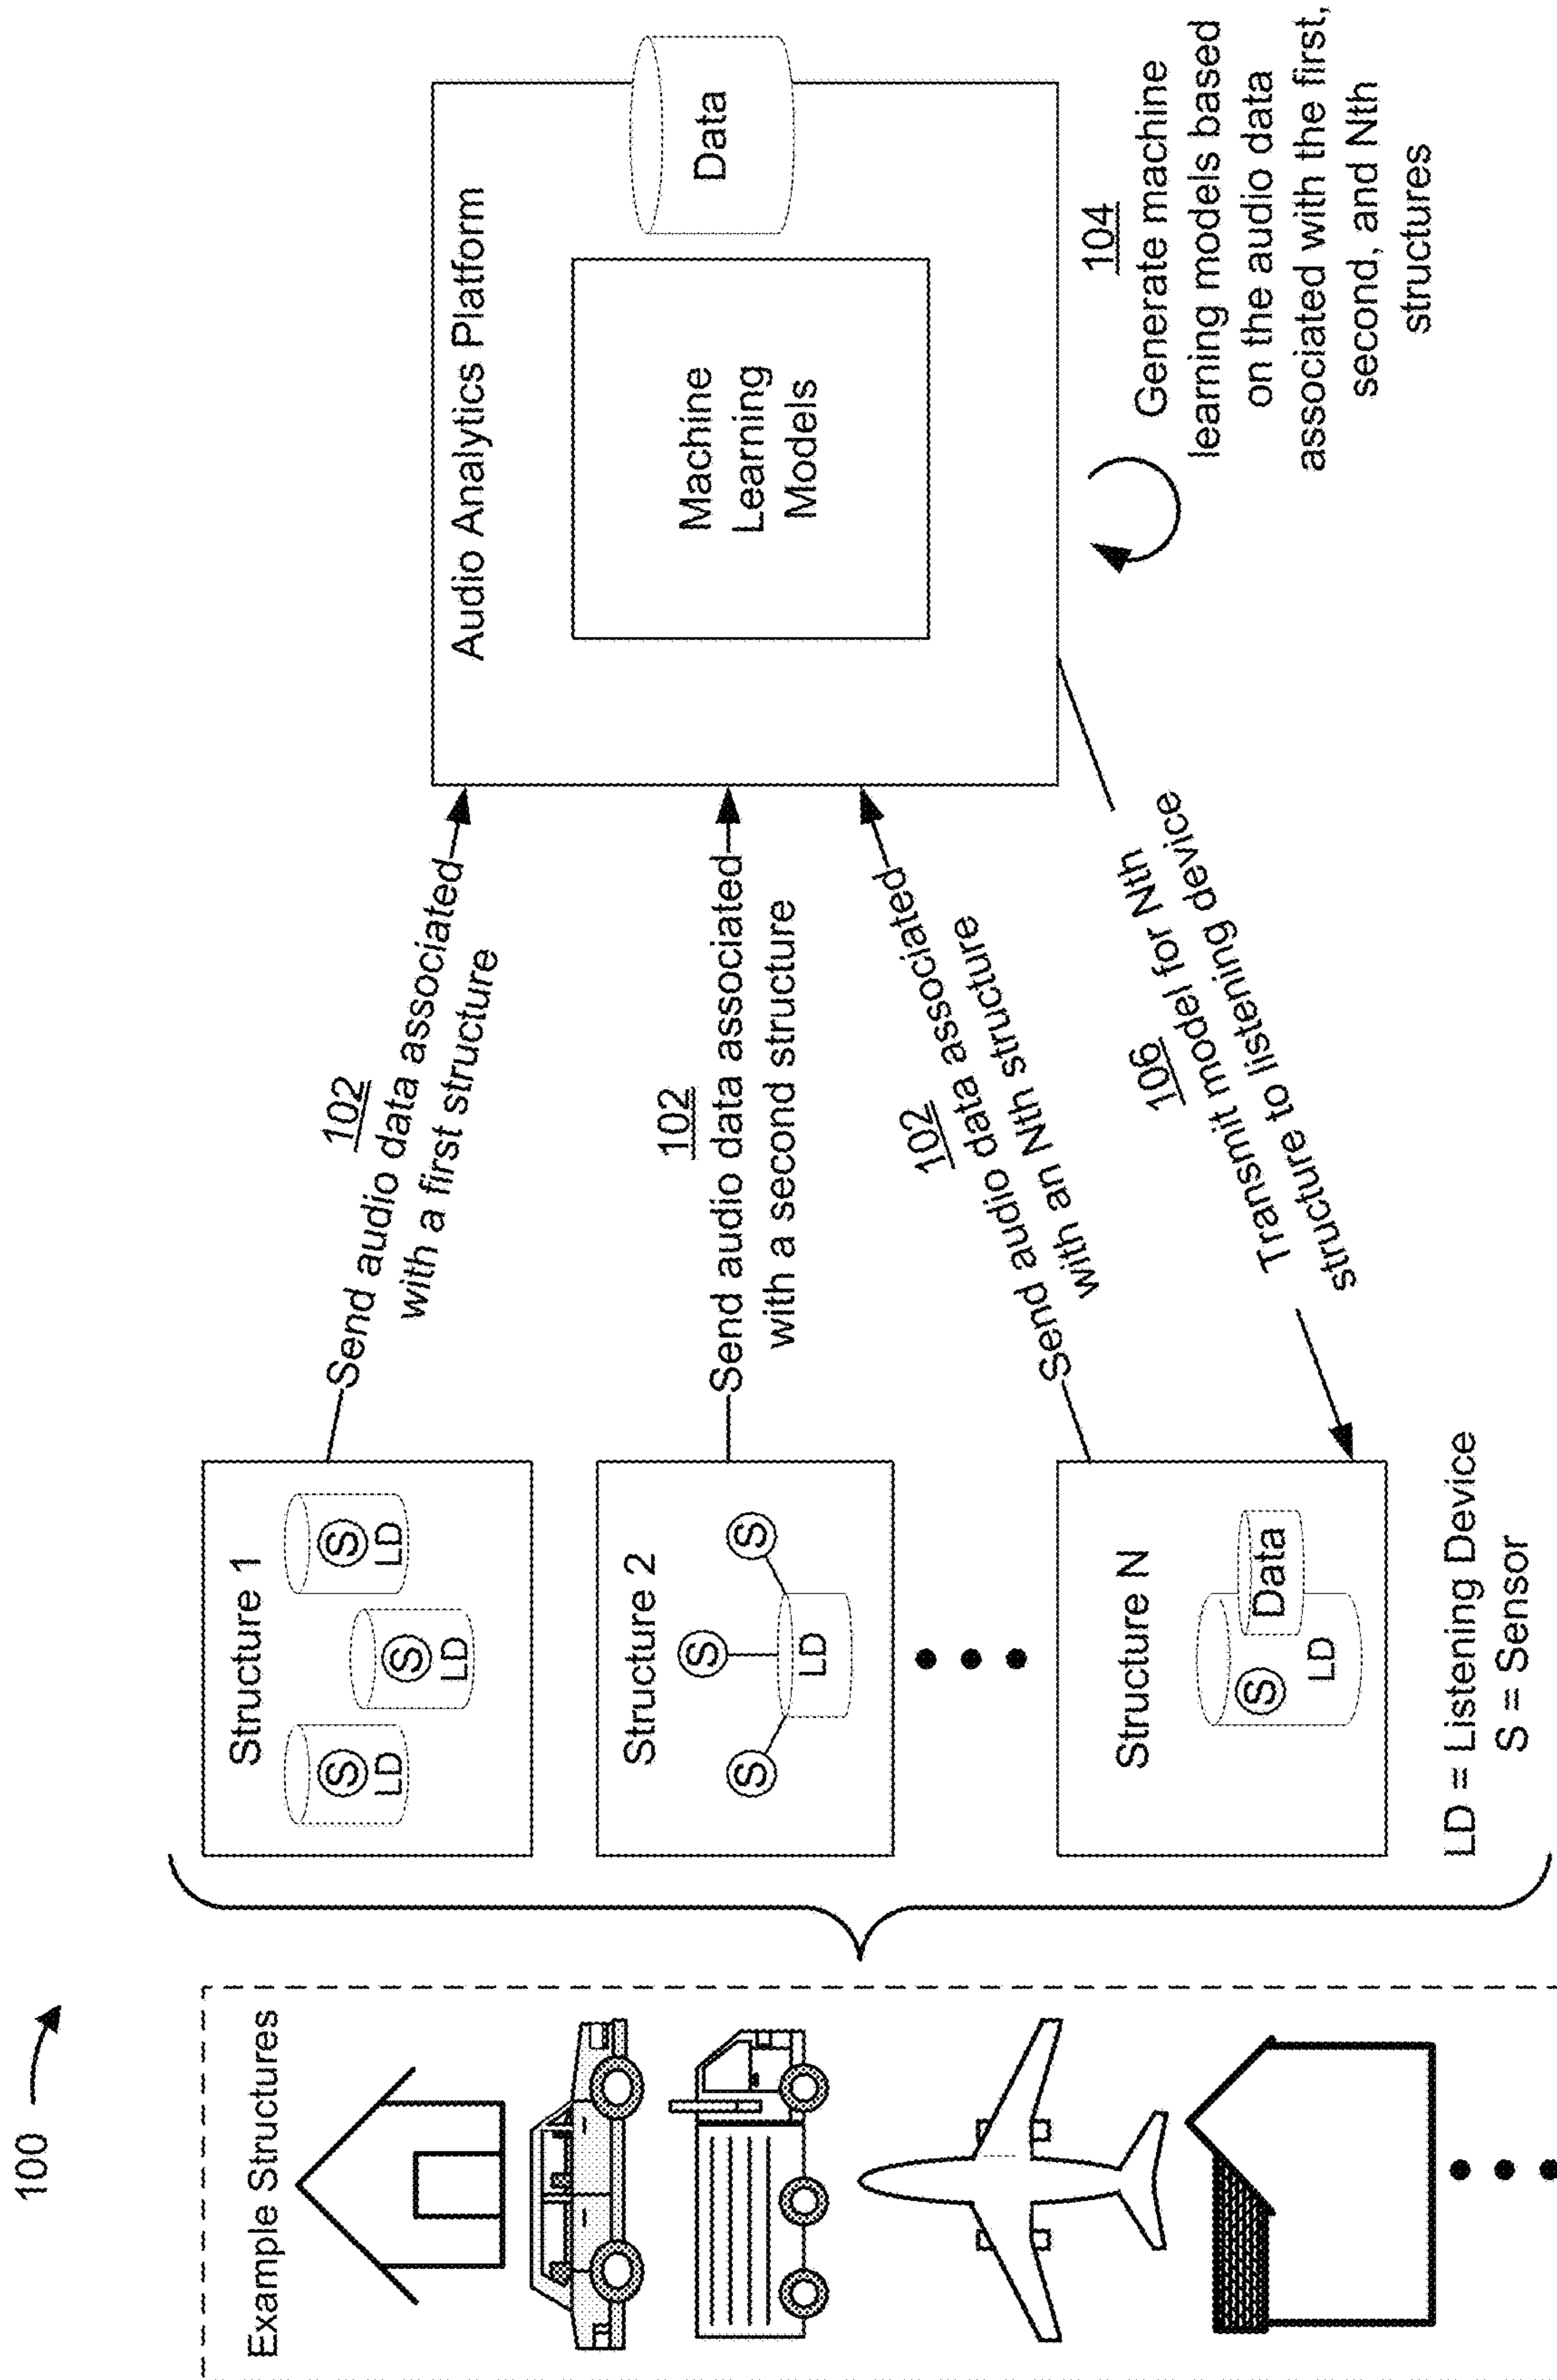 100
Example Structures
Structure 1
S
LD
S
LD
S
LD
Structure 2
S
S
S
LD
Structure N
S
LD
Data
LD = Listening Device
S = Sensor
102
Send audio data associated
with a first structure
102
Send audio data associated
with a second structure
102
Send audio data associated
with an Nth structure
106
Transmit model for Nth
structure to listening device
Audio Analytics Platform
Machine
Learning
Models
Data
104
Generate machine
learning models based
on the audio data
associated with the first,
second, and Nth
structures